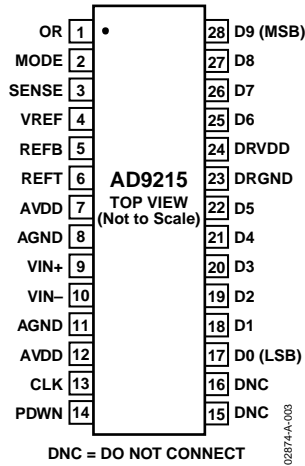 OR 1 28 D9 (MSB)
MODE 2 27 D8
SENSE 3 26 D7
VREF 4 25 D6
REFB 5 24 DRVDD
REFT 6 AD9215 23 DRGND
AVDD 7 TOP VIEW 22 D5
(Not to Scale)
AGND 8 21 D4
VIN+ 9 20 D3
VIN– 10 19 D2
AGND 11 18 D1
AVDD 12 17 D0 (LSB)
CLK 13 16 DNC
PDWN 14 15 DNC
DNC = DO NOT CONNECT
02874-A-003